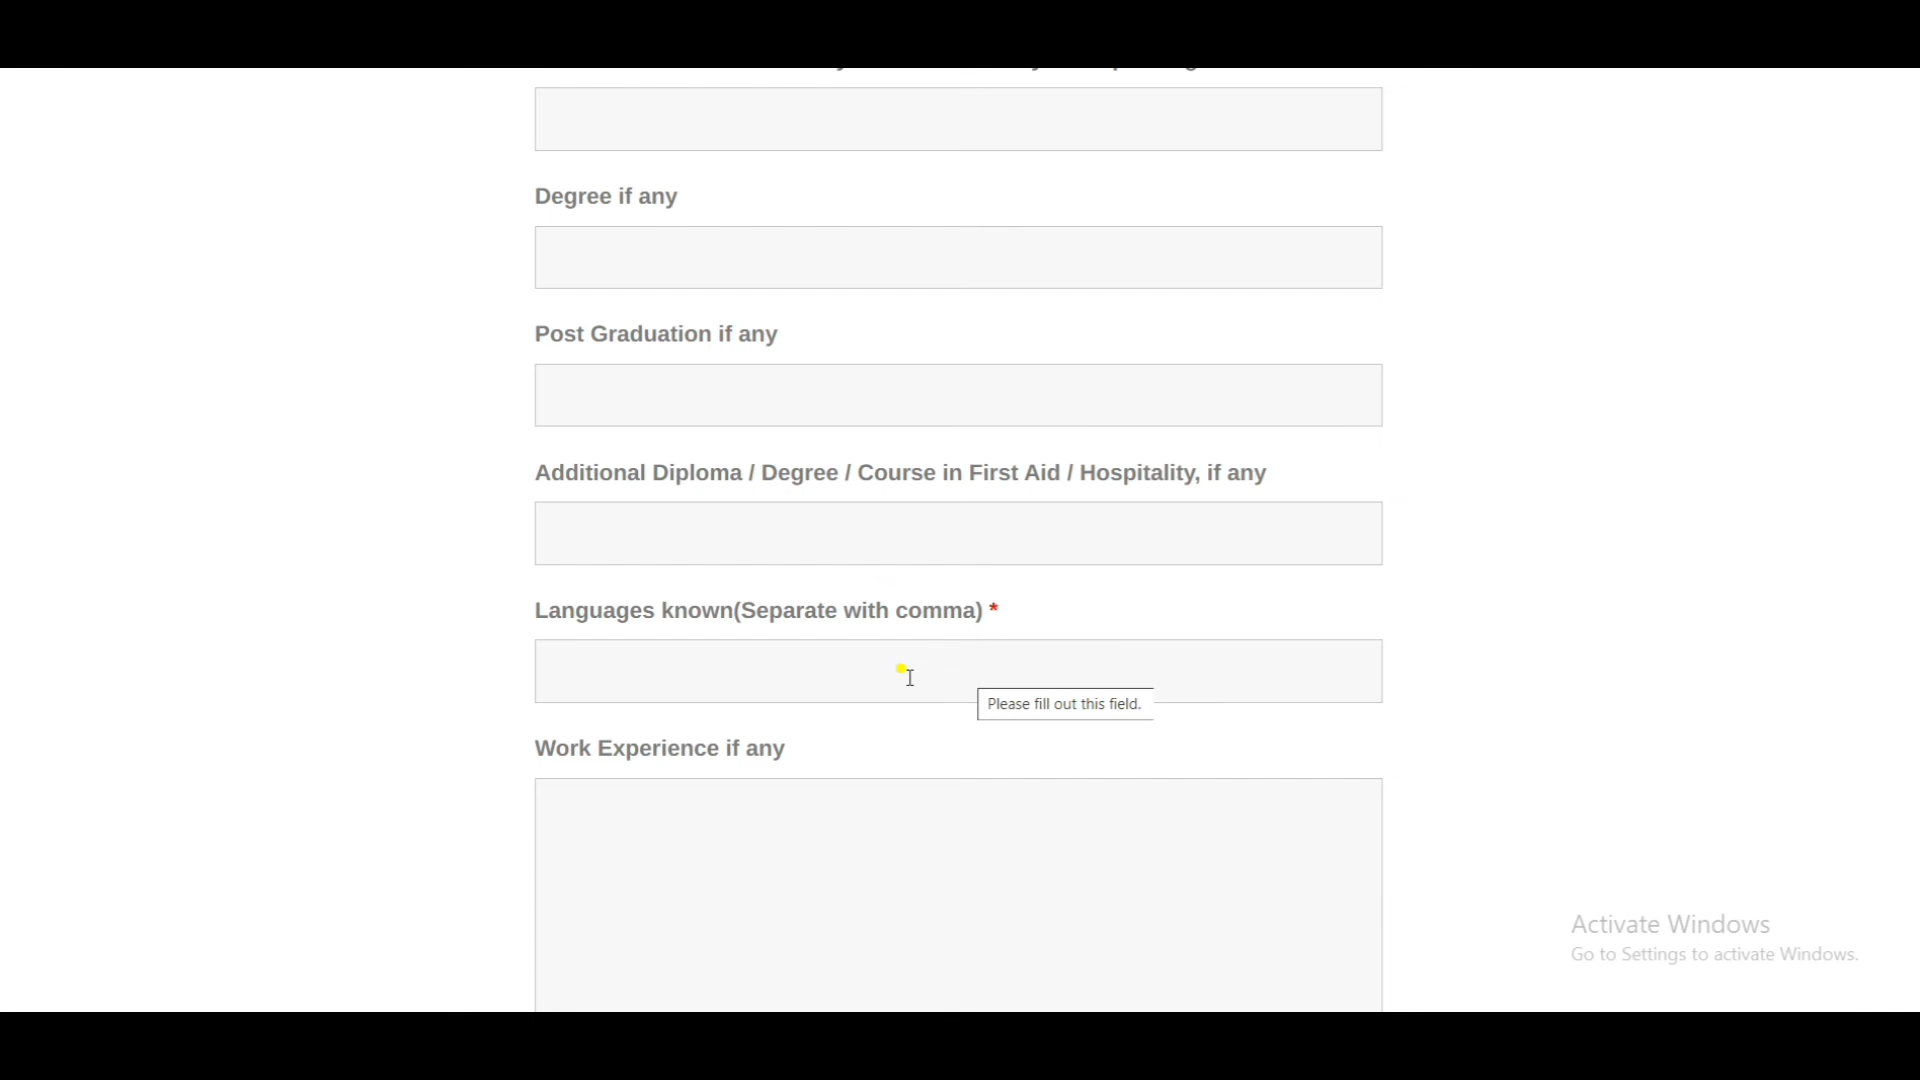 Degree if any
Post Graduation if any
Additional Diploma / Degree / Course in First Aid / Hospitality, if any
Languages known(Separate with comma) *
Please fill out this field.
Work Experience if any
Activate Windows
Go to Settings to activate Windows.